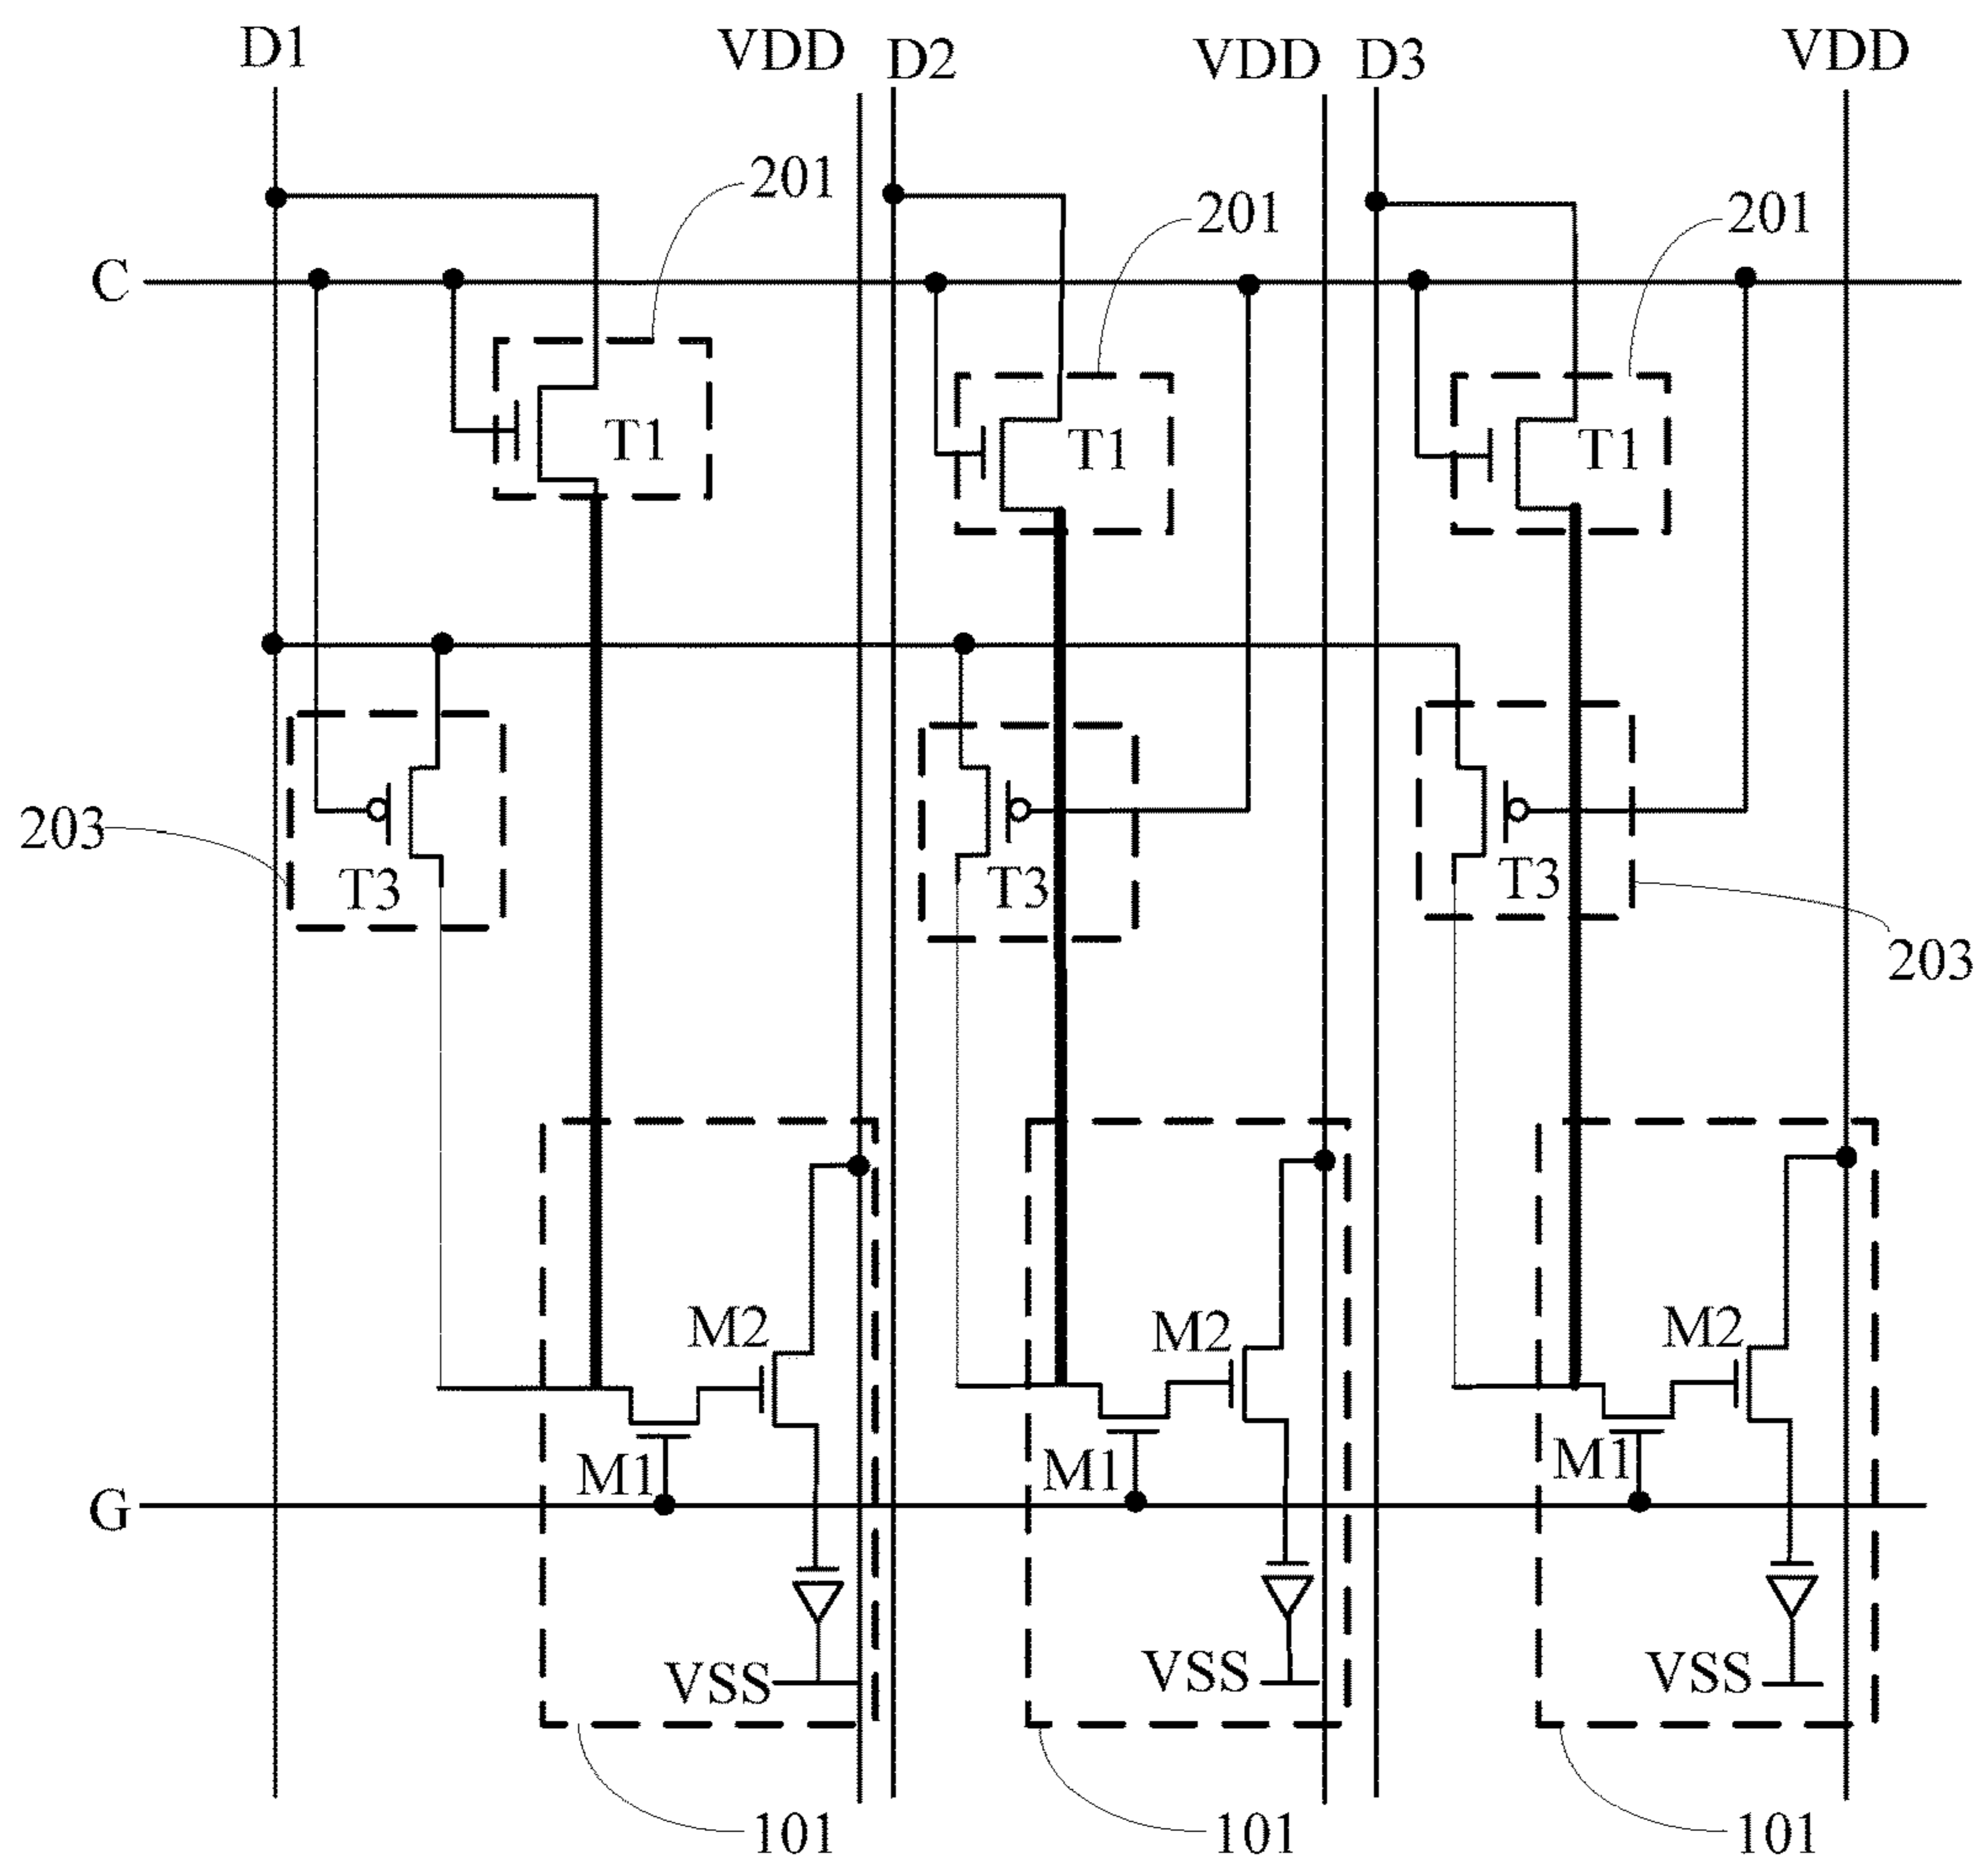 D1 VDD D2 VDD D3 VDD
201 201 201
C
T1 T1 T1
203 T3 T3 T3
203
M2 M2 M2
M1 M1 M1
G
VSS VSS VSS
101 101 101